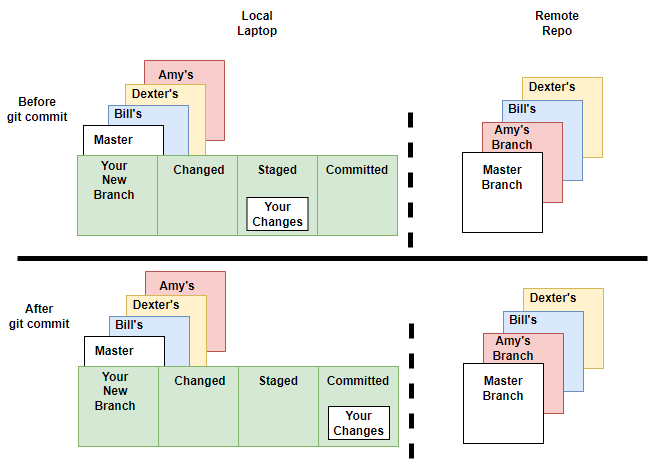 Local
Laptop
Remote
Repo
Before
git commit
Amy's
Dexter's
Bill's
Master
Your
New
Branch
Changed
Staged
Committed
Your
Changes
Dexter's
Bill's
Amy's
Branch
Master
Branch
After
git commit
Amy's
Dexter's
Bill's
Master
Your
New
Branch
Changed
Staged
Committed
Your
Changes
Dexter's
Bill's
Amy's
Branch
Master
Branch